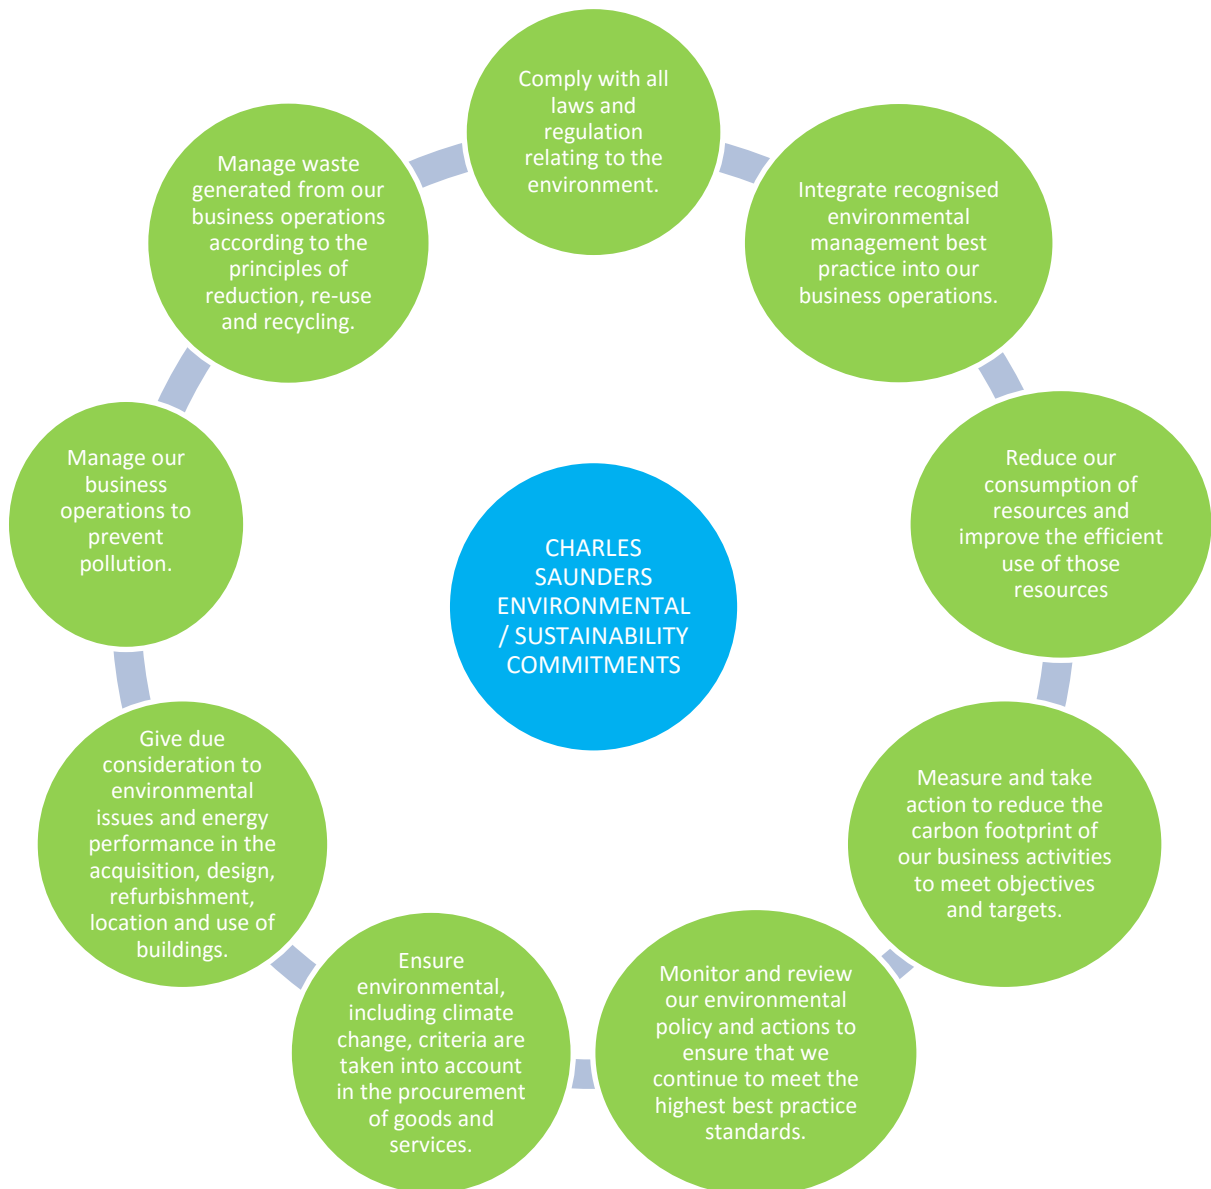 Comply with all
laws and
regulation
relating to the
environment.
Integrate recognised
environmental
management best
practice into our
business operations.
Reduce our
consumption of
resources and
improve the efficient
use of those
resources
Measure and take
action to reduce the
carbon footprint of
our business activities
to meet objectives
and targets.
Monitor and review
our environmental
policy and actions to
ensure that we
continue to meet the
highest best practice
standards.
Ensure
environmental,
including climate
change, criteria are
taken into account
in the procurement
of goods and
services.
Give due
consideration to
environmental
issues and energy
performance in the
acquisition, design,
refurbishment,
location and use of
buildings.
Manage our
business
operations to
prevent
pollution.
Manage waste
generated from our
business operations
according to the
principles of
reduction, re-use
and recycling.
CHARLES
SAUNDERS
ENVIRONMENTAL
/ SUSTAINABILITY
COMMITMENTS